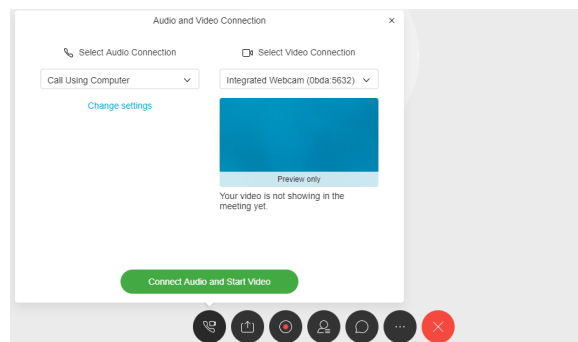 Audio and Video Connection
Select Audio Connection
Select Video Connection
Call Using Computer
Integrated Webcam (0bda:5632)
Change settings
Preview only
Your video is not showing in the
meeting yet.
Connect Audio and Start Video